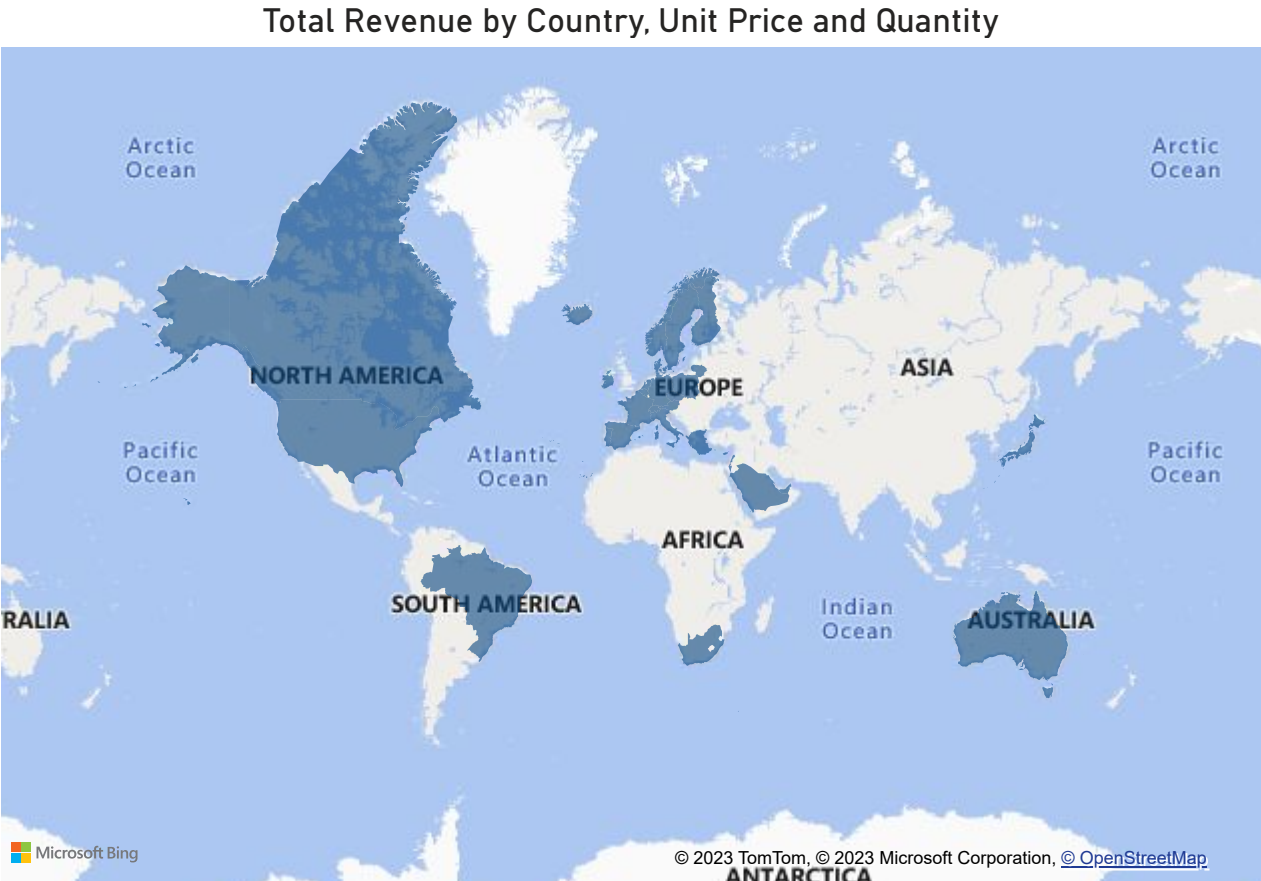 Total Revenue by Country, Unit Price and Quantity
Arctic
Ocean
Arctic
Ocean
NORTH AMERICA
EUROPE
ASIA
Pacific
Ocean
Atlantic
Ocean
Pacific
Ocean
AFRICA
SOUTH AMERICA
Indian
Ocean
RALIA
AUSTRALIA
Microsoft Bing
© 2023 TomTom, © 2023 Microsoft Corporation, © OpenStreetMap
ANTARCTICA